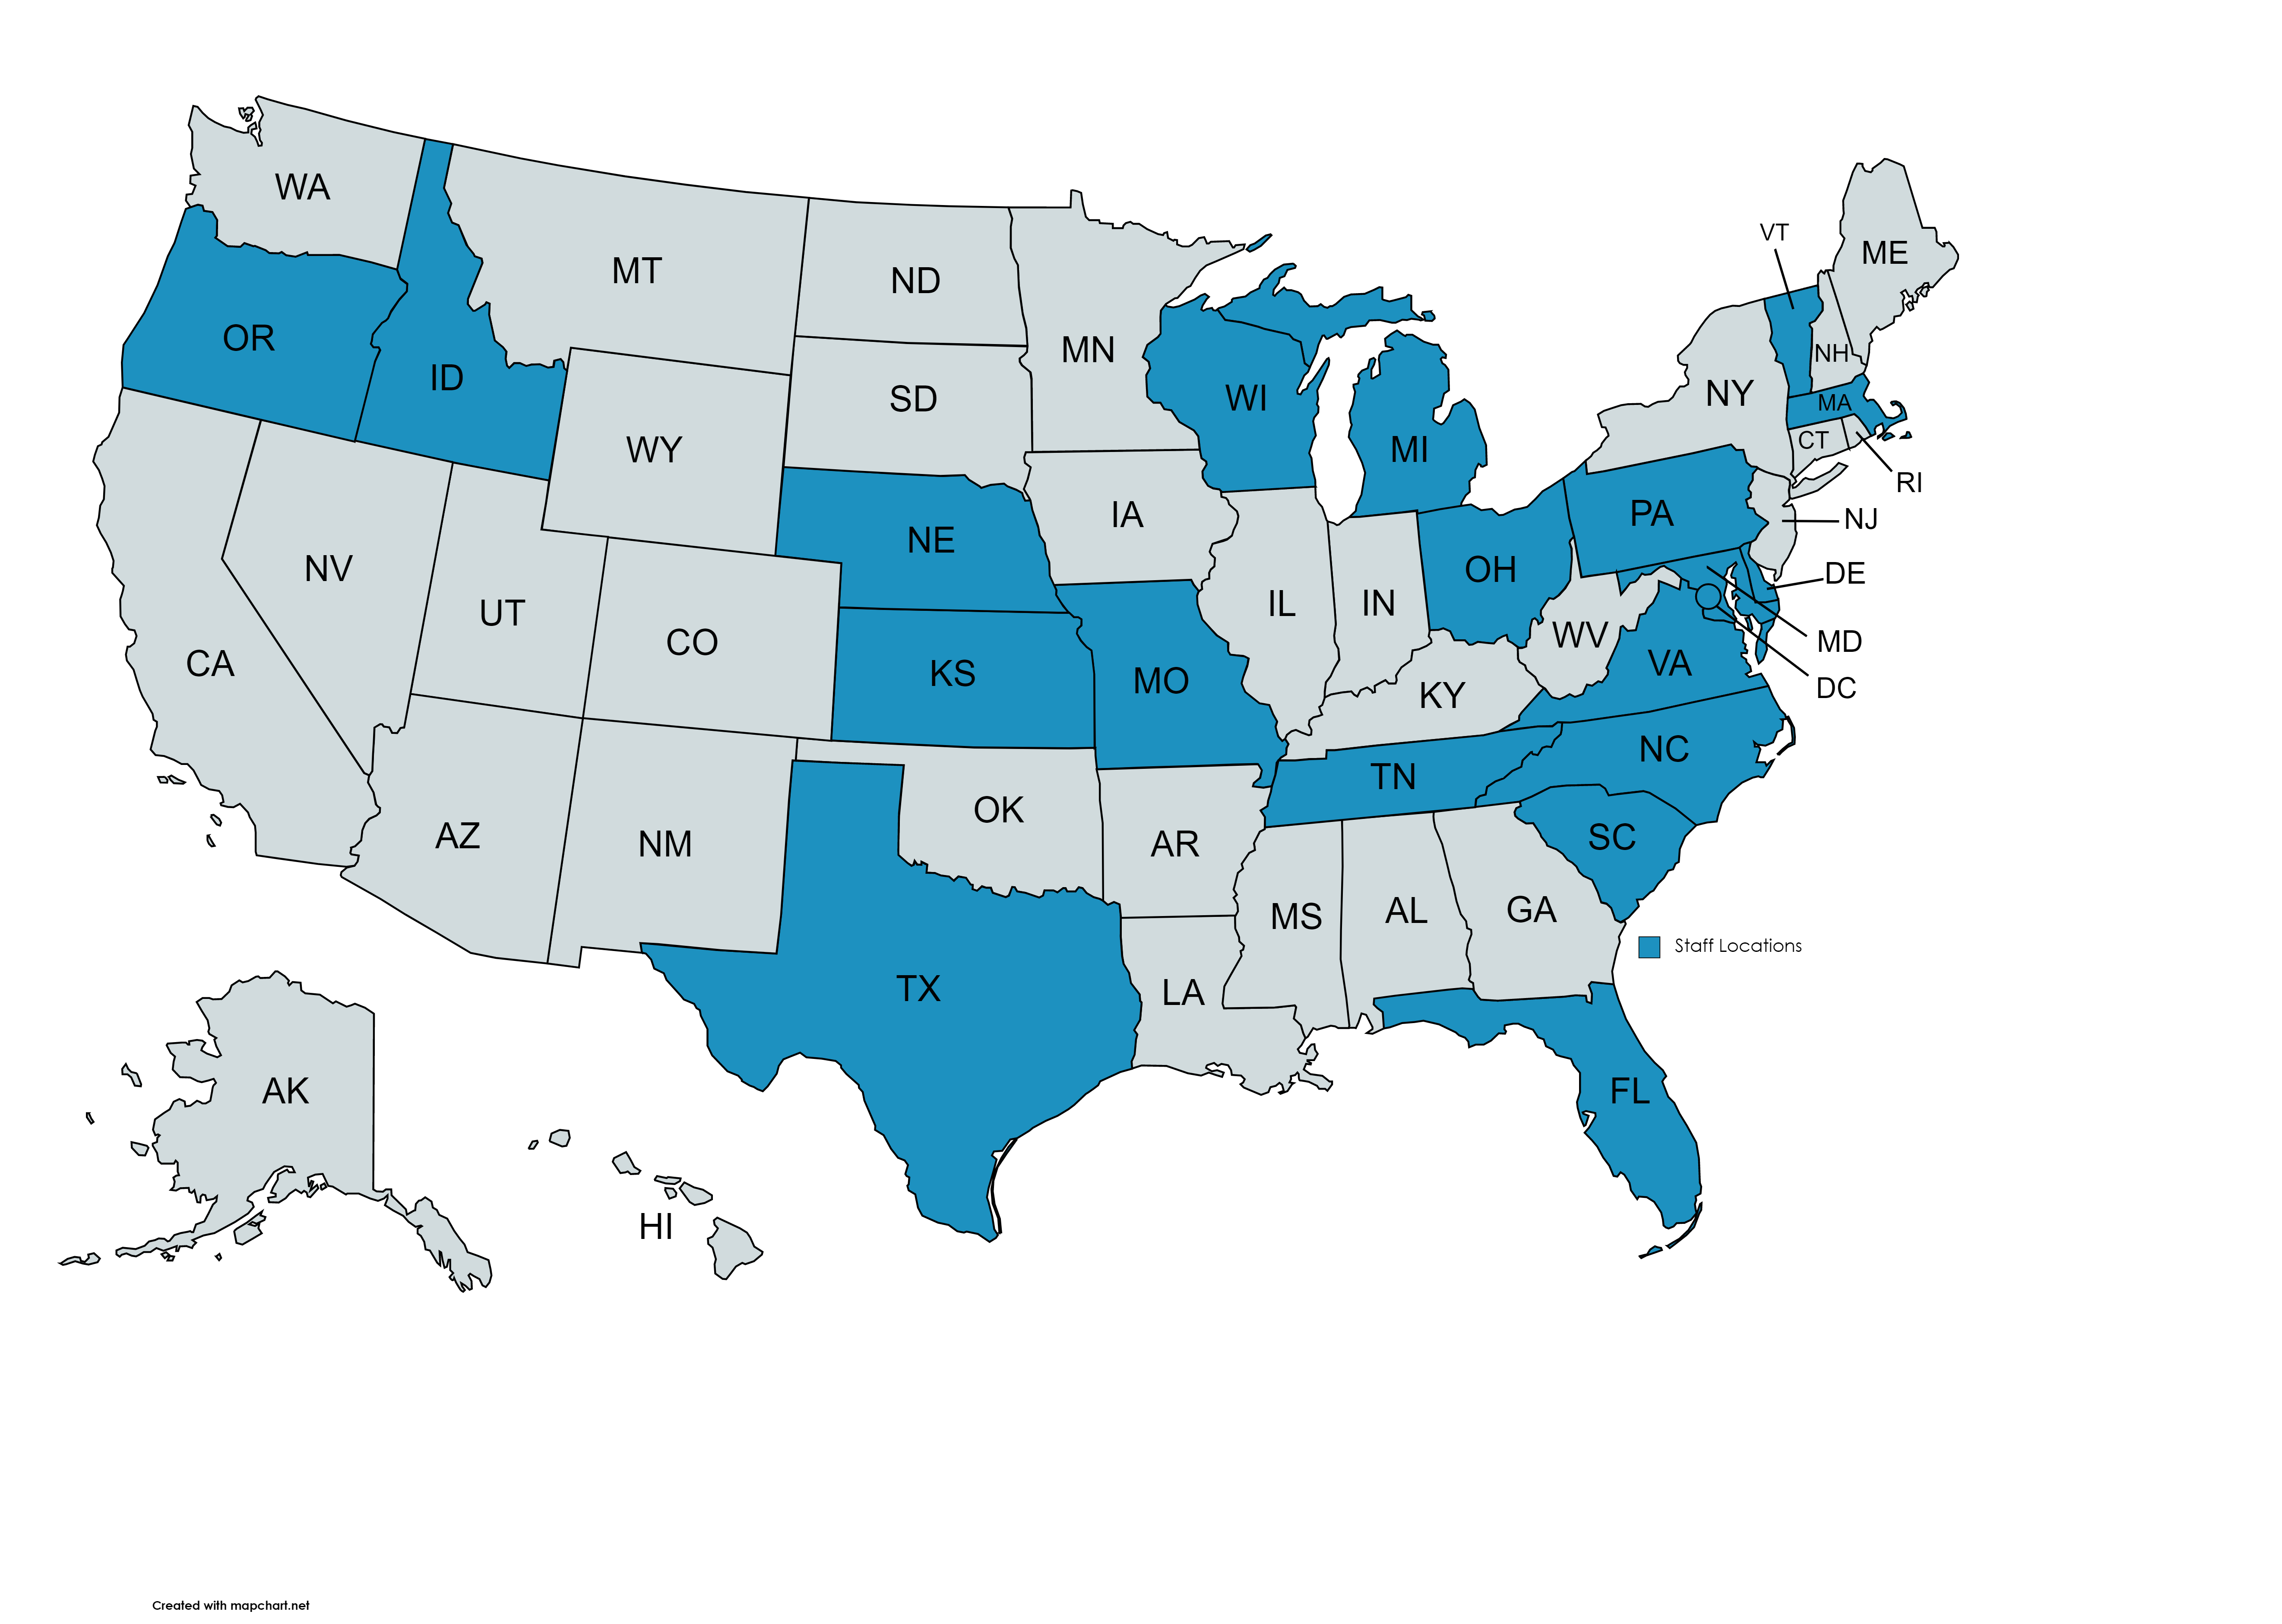 WA
MT
ND
MN
VT
ME
OR
ID
SD
WI
MI
NH
NY
MA
CT
RI
WY
NE
IA
PA
NJ
NV
UT
CO
KS
MO
IL
IN
OH
DE
WV
MD
VA
DC
CA
KY
NC
TN
AZ
NM
OK
AR
SC
MS
AL
GA
Staff Locations
TX
LA
AK
FL
HI
Created with mapchart.net